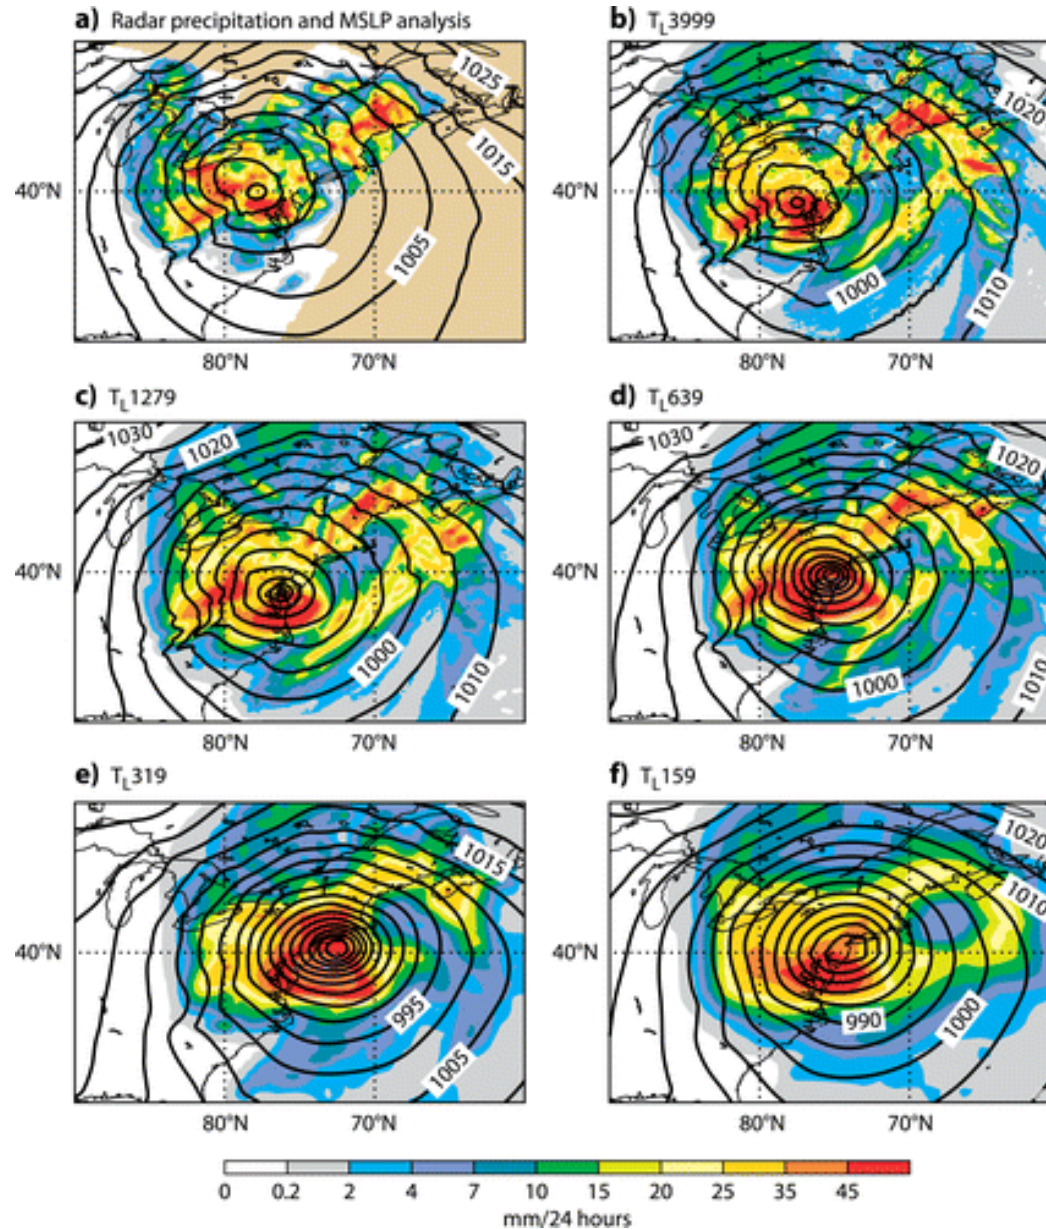 a) Radar precipitation and MSLP analysis
1025
1015
1005
40°N
80°N 70°N
b) TL3999
1020
1000
1010
40°N
80°N 70°N
c) TL1279
1030
1020
1000
1010
40°N
80°N 70°N
d) TL639
1030
1020
1000
1010
40°N
80°N 70°N
e) TL319
1015
995
1005
40°N
80°N 70°N
f) TL159
1020
1010
990
1000
40°N
80°N 70°N
0 0.2 2 4 7 10 15 20 25 35 45
mm/24 hours